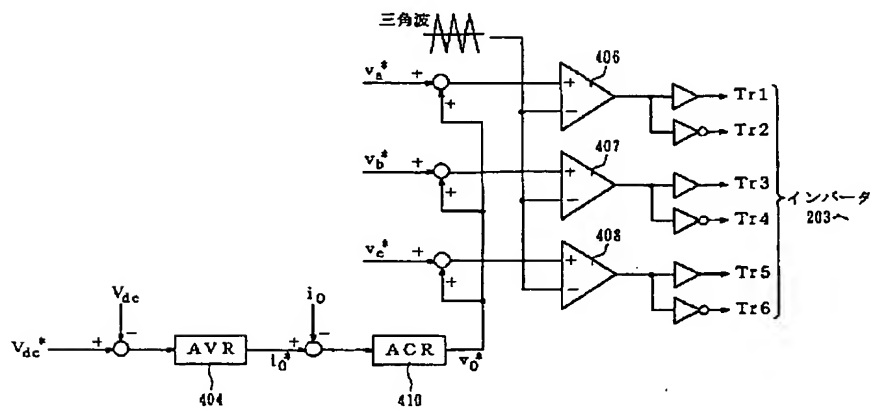 三角波
406
va*
+
+
+
−
Tr1
Tr2
407
vb*
+
+
+
−
Tr3
Tr4
インバータ
203へ
408
vc*
+
+
+
−
Tr5
Tr6
Vdc
i0
Vdc*
+
−
AVR
i0*
+
−
ACR
v0*
404
410